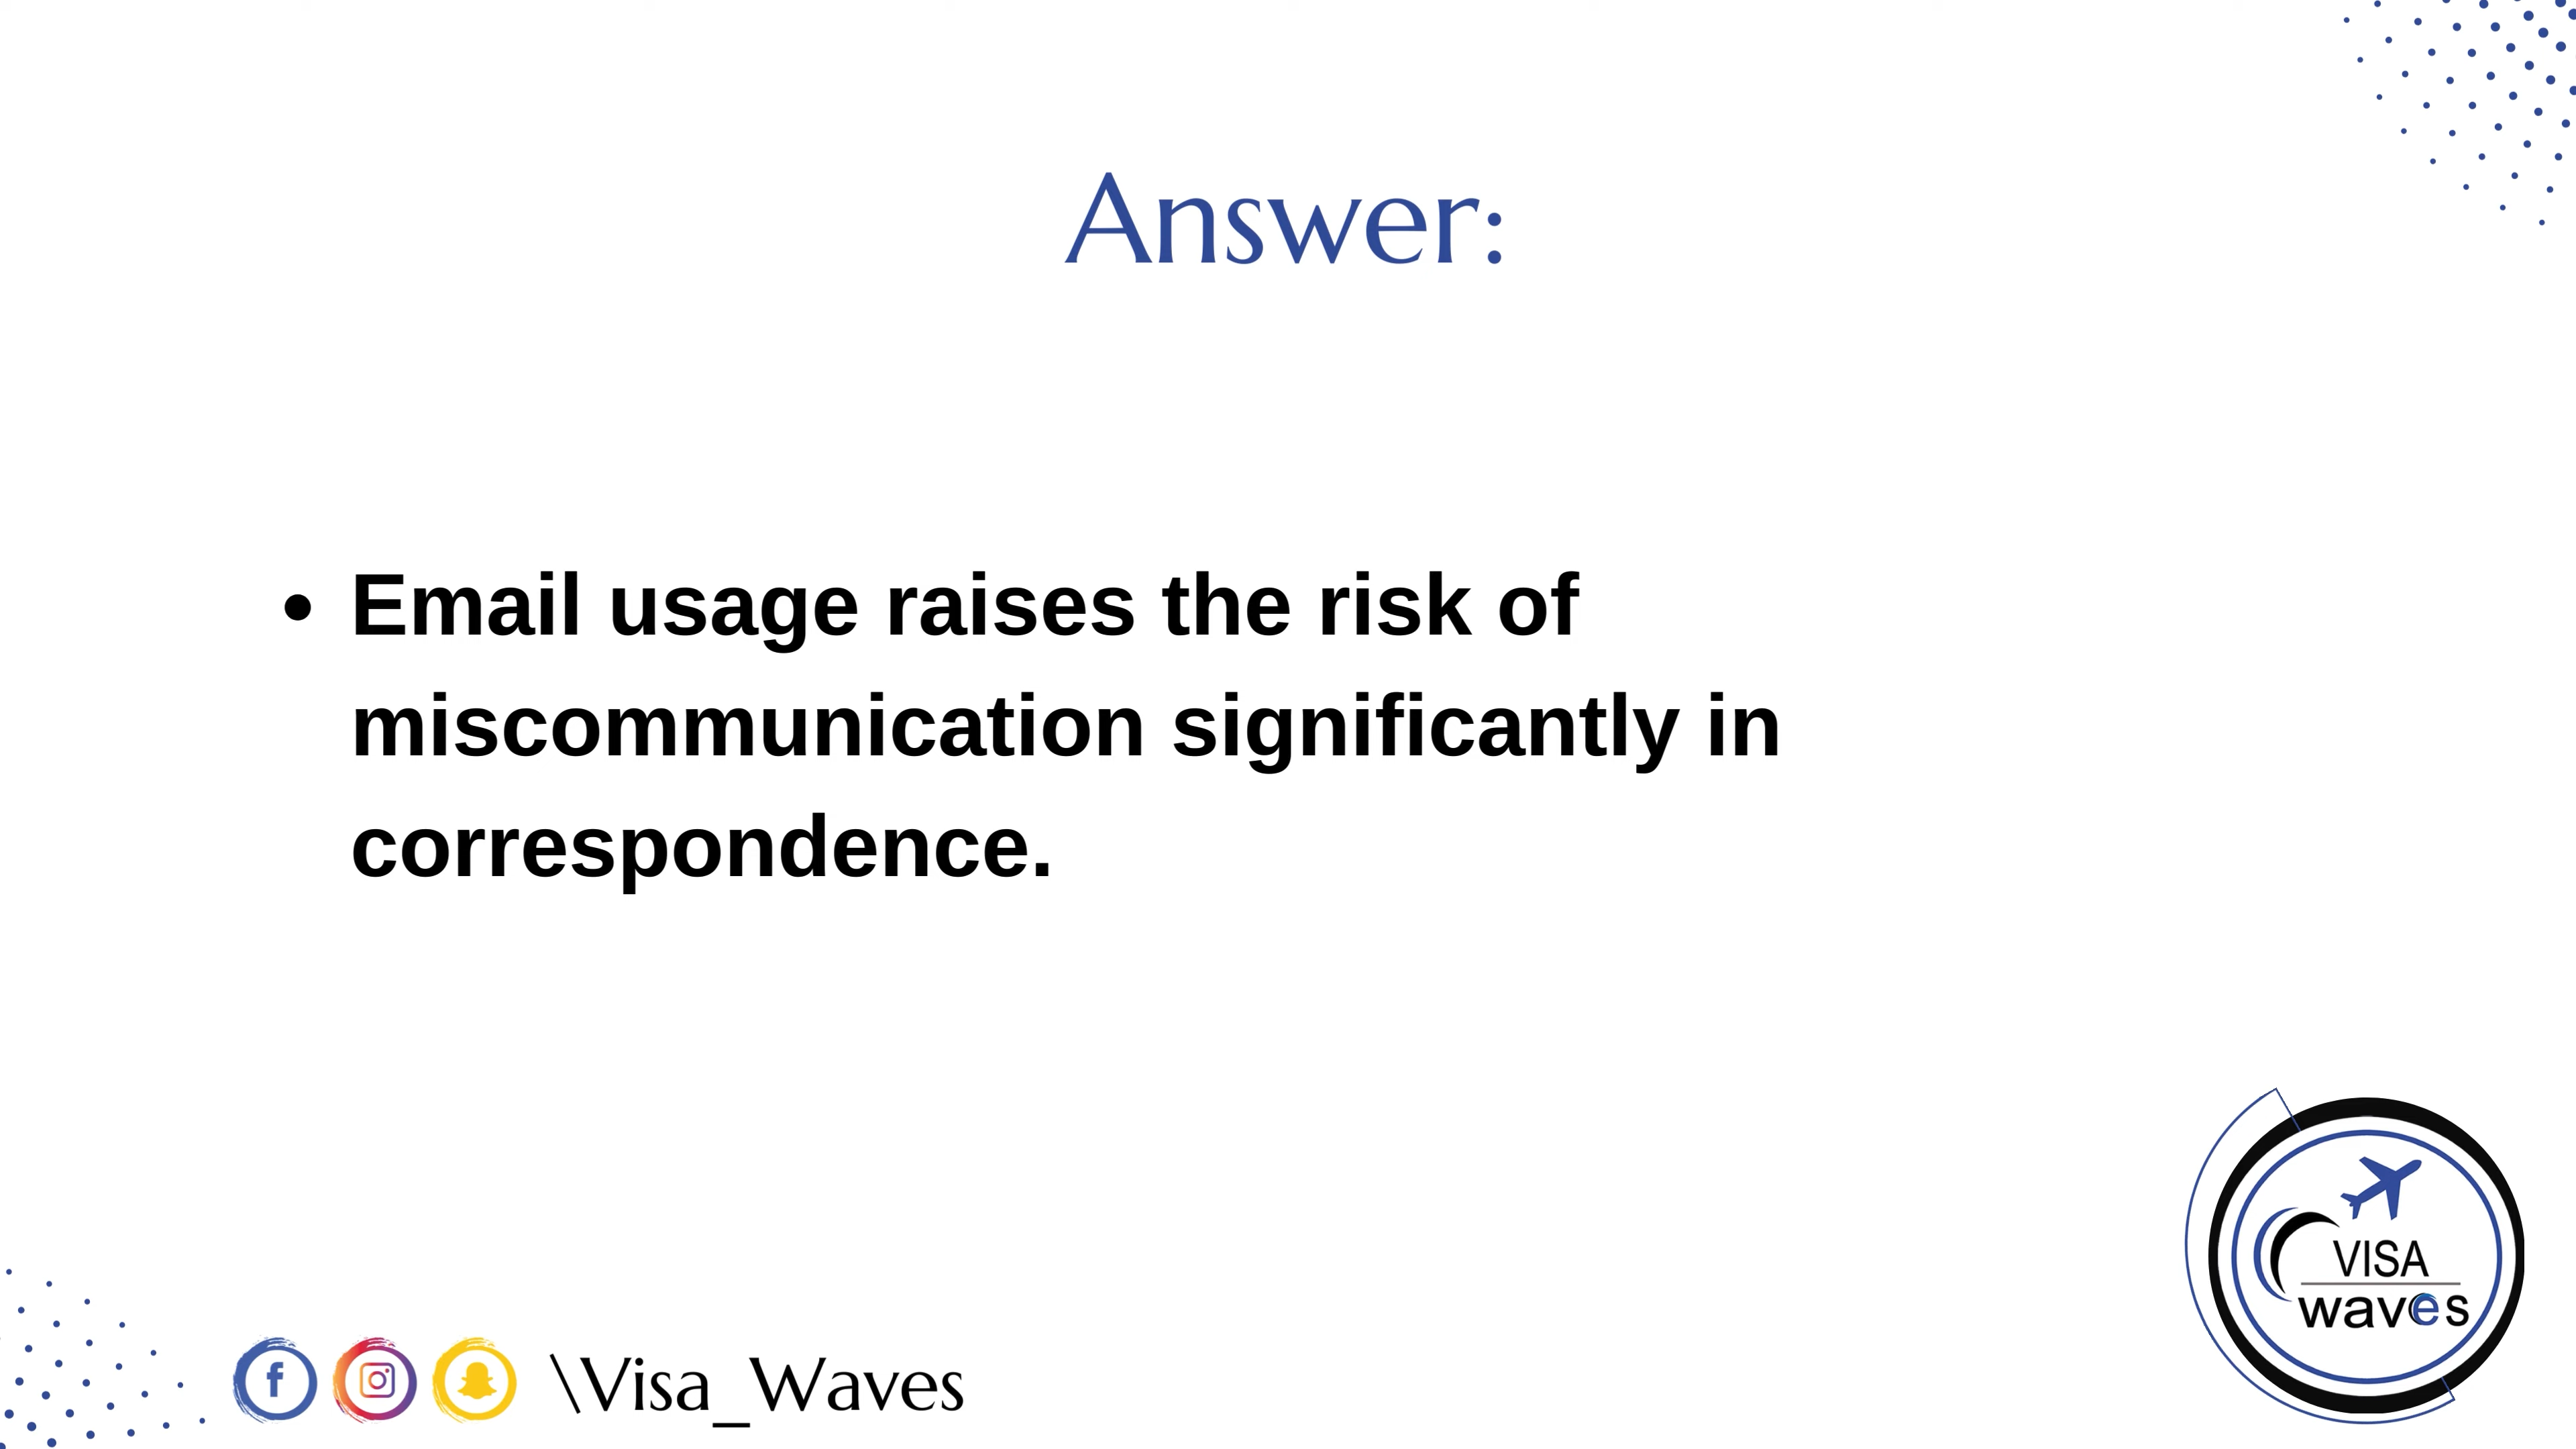 Answer:
• Email usage raises the risk of
miscommunication significantly in
correspondence.
VISA
waves
\Visa_Waves